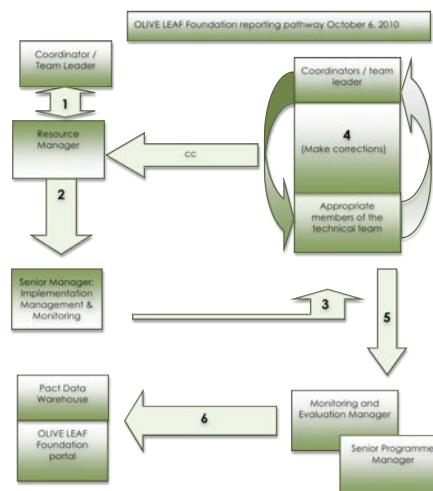 OLIVE LEAF Foundation reporting pathway October 6, 2010
Coordinator /
Team Leader
1
Resource
Manager
2
Senior Manager:
Implementation
Management &
Monitoring
cc
Coordinators / team
leader
4
(Make corrections)
Appropriate
members of the
technical team
3
5
Monitoring and
Evaluation Manager
Senior Programme
Manager
6
Pact Data
Warehouse
OLIVE LEAF
Foundation
portal